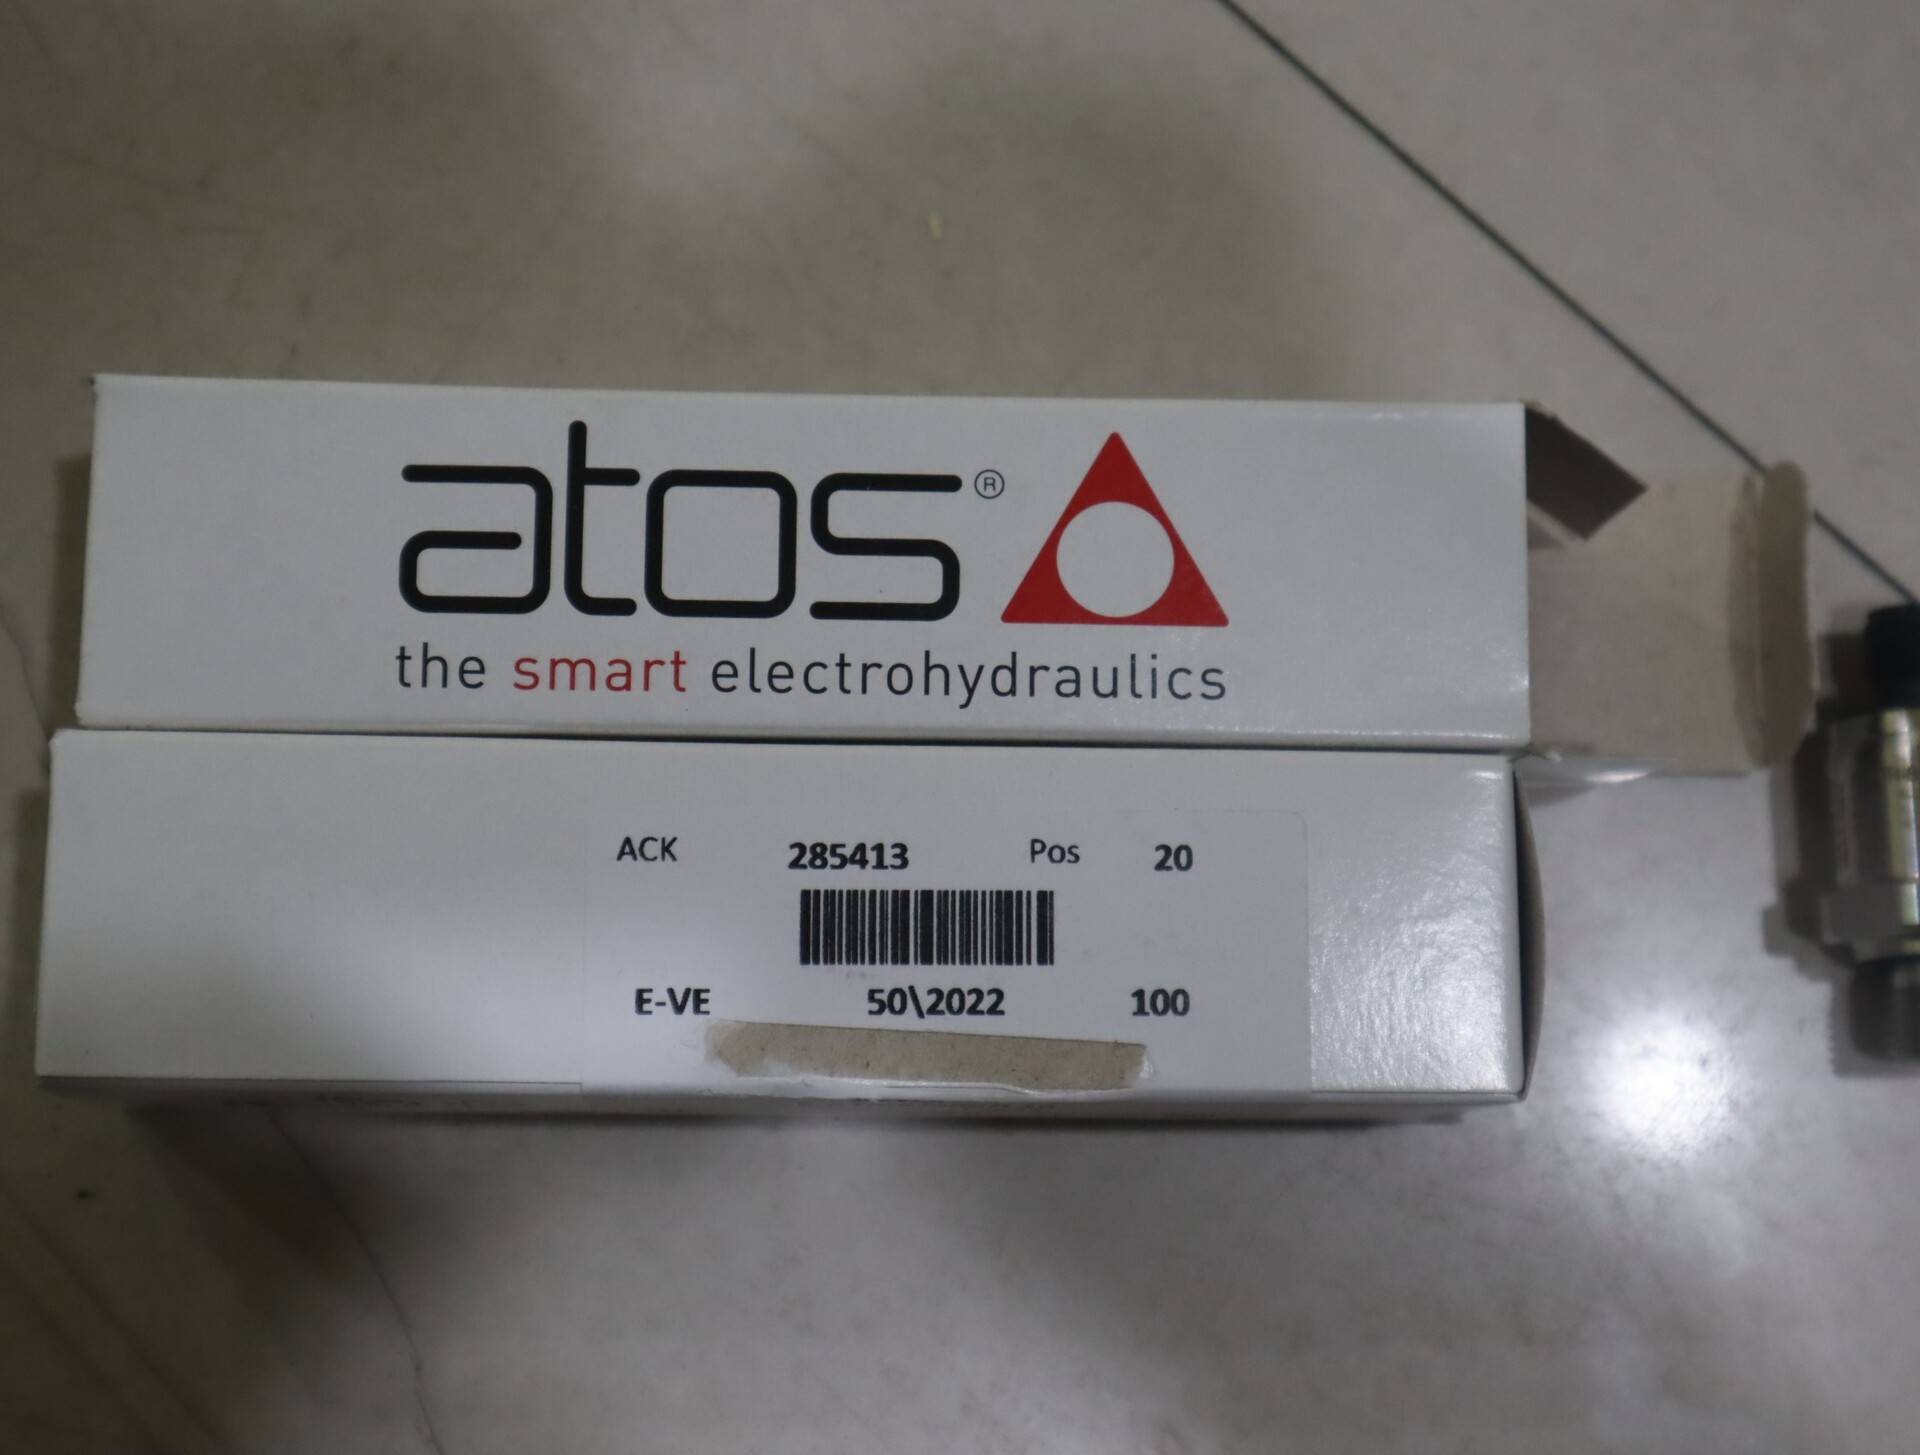 atos®
the smart electrohydraulics
ACK 285413 Pos 20
E-VE 50\2022 100